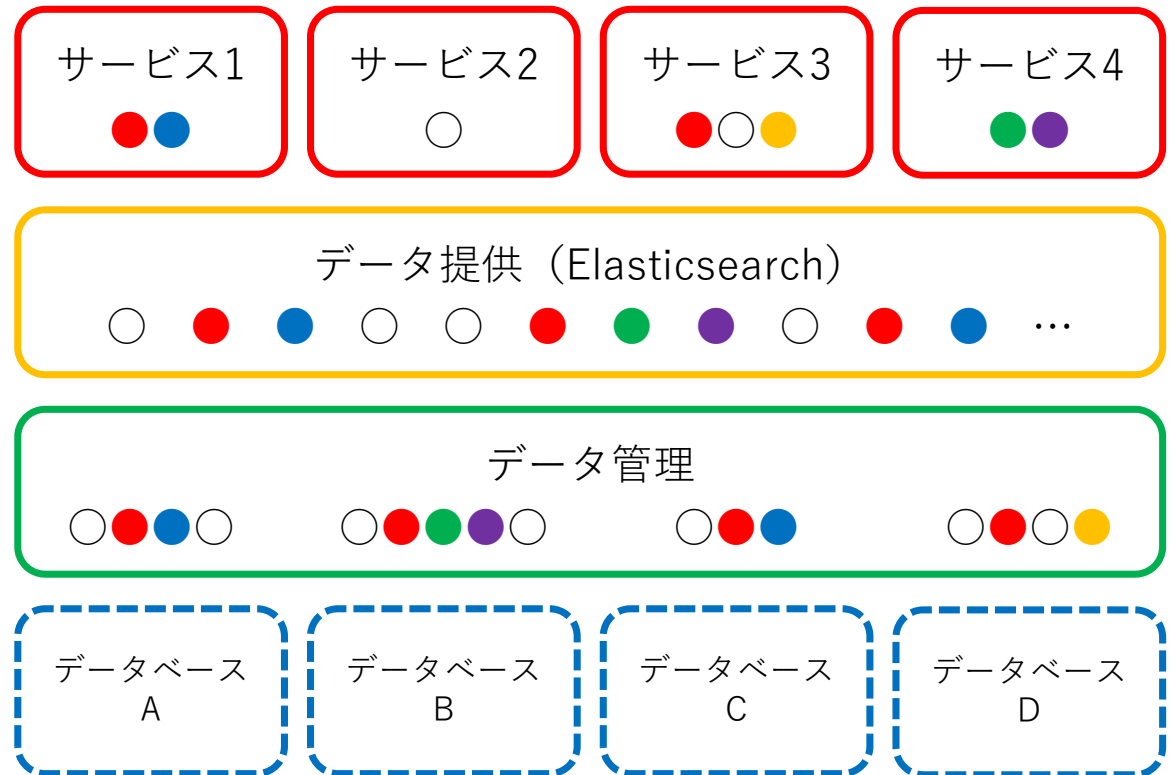 サービス1
サービス2
サービス3
サービス4
データ提供（Elasticsearch）
…
データ管理
データベース
A
データベース
B
データベース
C
データベース
D